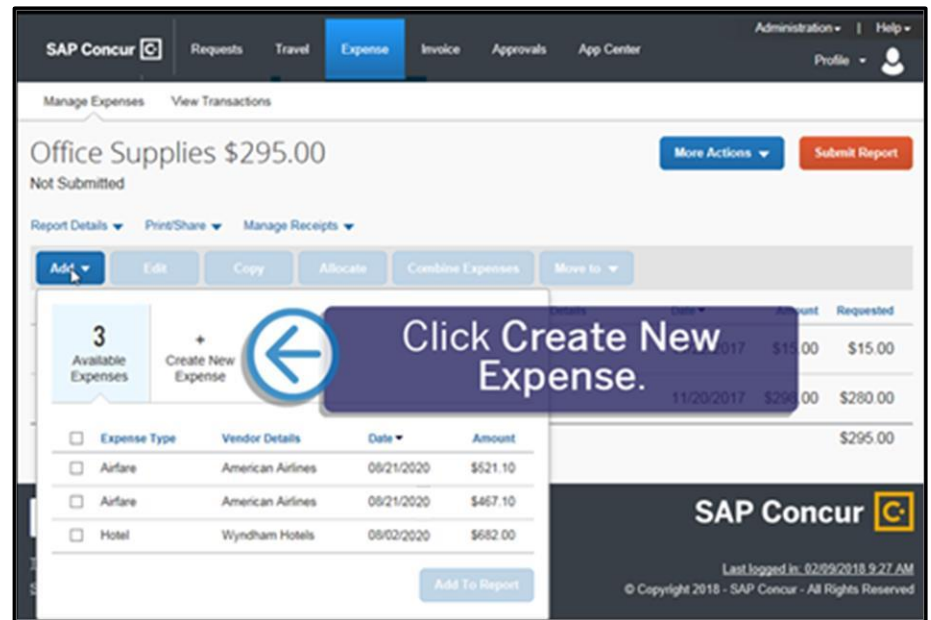 Administration | Help
SAP Concur C Requests Travel Expense Invoice Approvals App Center
Profile
Manage Expenses View Transactions
Office Supplies $295.00
More Actions Submit Report
Not Submitted
Report Details Print/Share Manage Receipts
Add Edit Copy Allocate Combine Expenses Move to
Details Date Amount Requested
3
Available
Expenses
+
Create New
Expense
Click Create New
Expense.
2017 $15.00 $15.00
11/20/2017 $280.00
$295.00
Expense Type Vendor Details Date Amount
Airfare American Airlines 08/21/2020 $521.10
Airfare American Airlines 08/21/2020 $467.10
Hotel Wyndham Hotels 08/02/2020 $682.00
Add To Report
SAP Concur C
Last logged in: 02/09/2018 9:27 AM
© Copyright 2018 - SAP Concur - All Rights Reserved